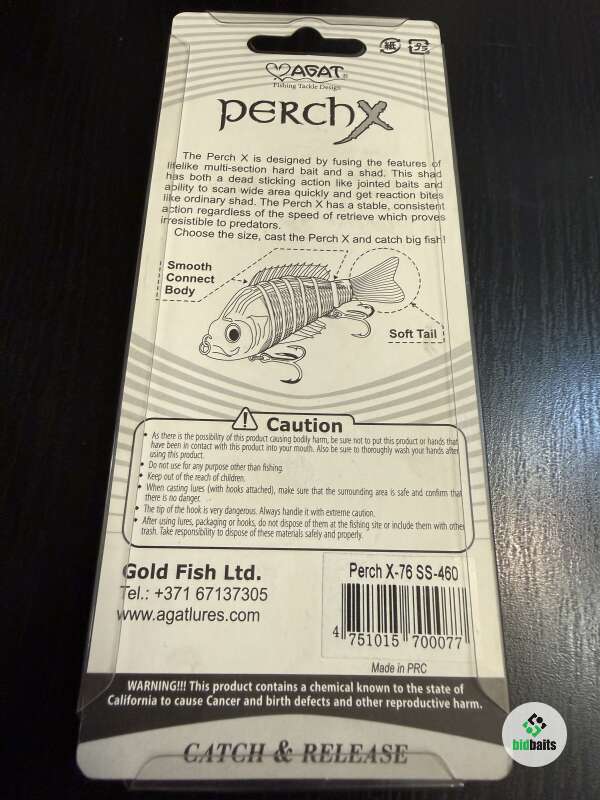 紙
プラ
AGAT®
Fishing Tackle Design
PERCHX
The Perch X is designed by fusing the features of
lifelike multi-section hard bait and a shad. This shad
has both a dead sticking action like jointed baits and
ability to scan wide area quickly and get reaction bites
like ordinary shad. The Perch X has a stable, consistent
action regardless of the speed of retrieve which proves
irresistible to predators.
Choose the size, cast the Perch X and catch big fish!
Smooth
Connect
Body
Soft Tail
Caution
• As there is the possibility of this product causing bodily harm, be sure not to put this product or hands that
have been in contact with this product into your mouth. Also be sure to thoroughly wash your hands after
using this product.
• Do not use for any purpose other than fishing.
• Keep out of the reach of children.
• When casting lures (with hooks attached), make sure that the surrounding area is safe and confirm that
there is no danger.
• The tip of the hook is very dangerous. Always handle it with extreme caution.
• After using lures, packaging or hooks, do not dispose of them at the fishing site or include them with other
trash. Take responsibility to dispose of these materials safely and properly.
Gold Fish Ltd.
Tel.: +371 67137305
www.agatlures.com
Perch X-76 SS-460
4 751015 700077
Made in PRC
WARNING!!! This product contains a chemical known to the state of
California to cause Cancer and birth defects and other reproductive harm.
CATCH & RELEASE
bidbaits